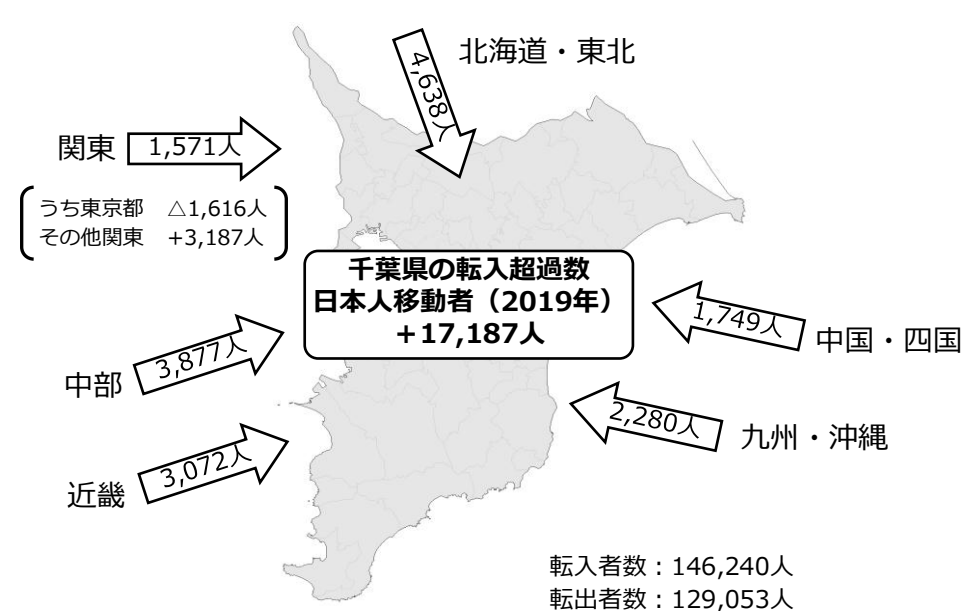 北海道・東北
4,638人
関東
1,571人
うち東京都 △1,616人
その他関東 +3,187人
千葉県の転入超過数
日本人移動者（2019年）
＋17,187人
1,749人
中国・四国
中部
3,877人
2,280人
九州・沖縄
近畿
3,072人
転入者数：146,240人
転出者数：129,053人